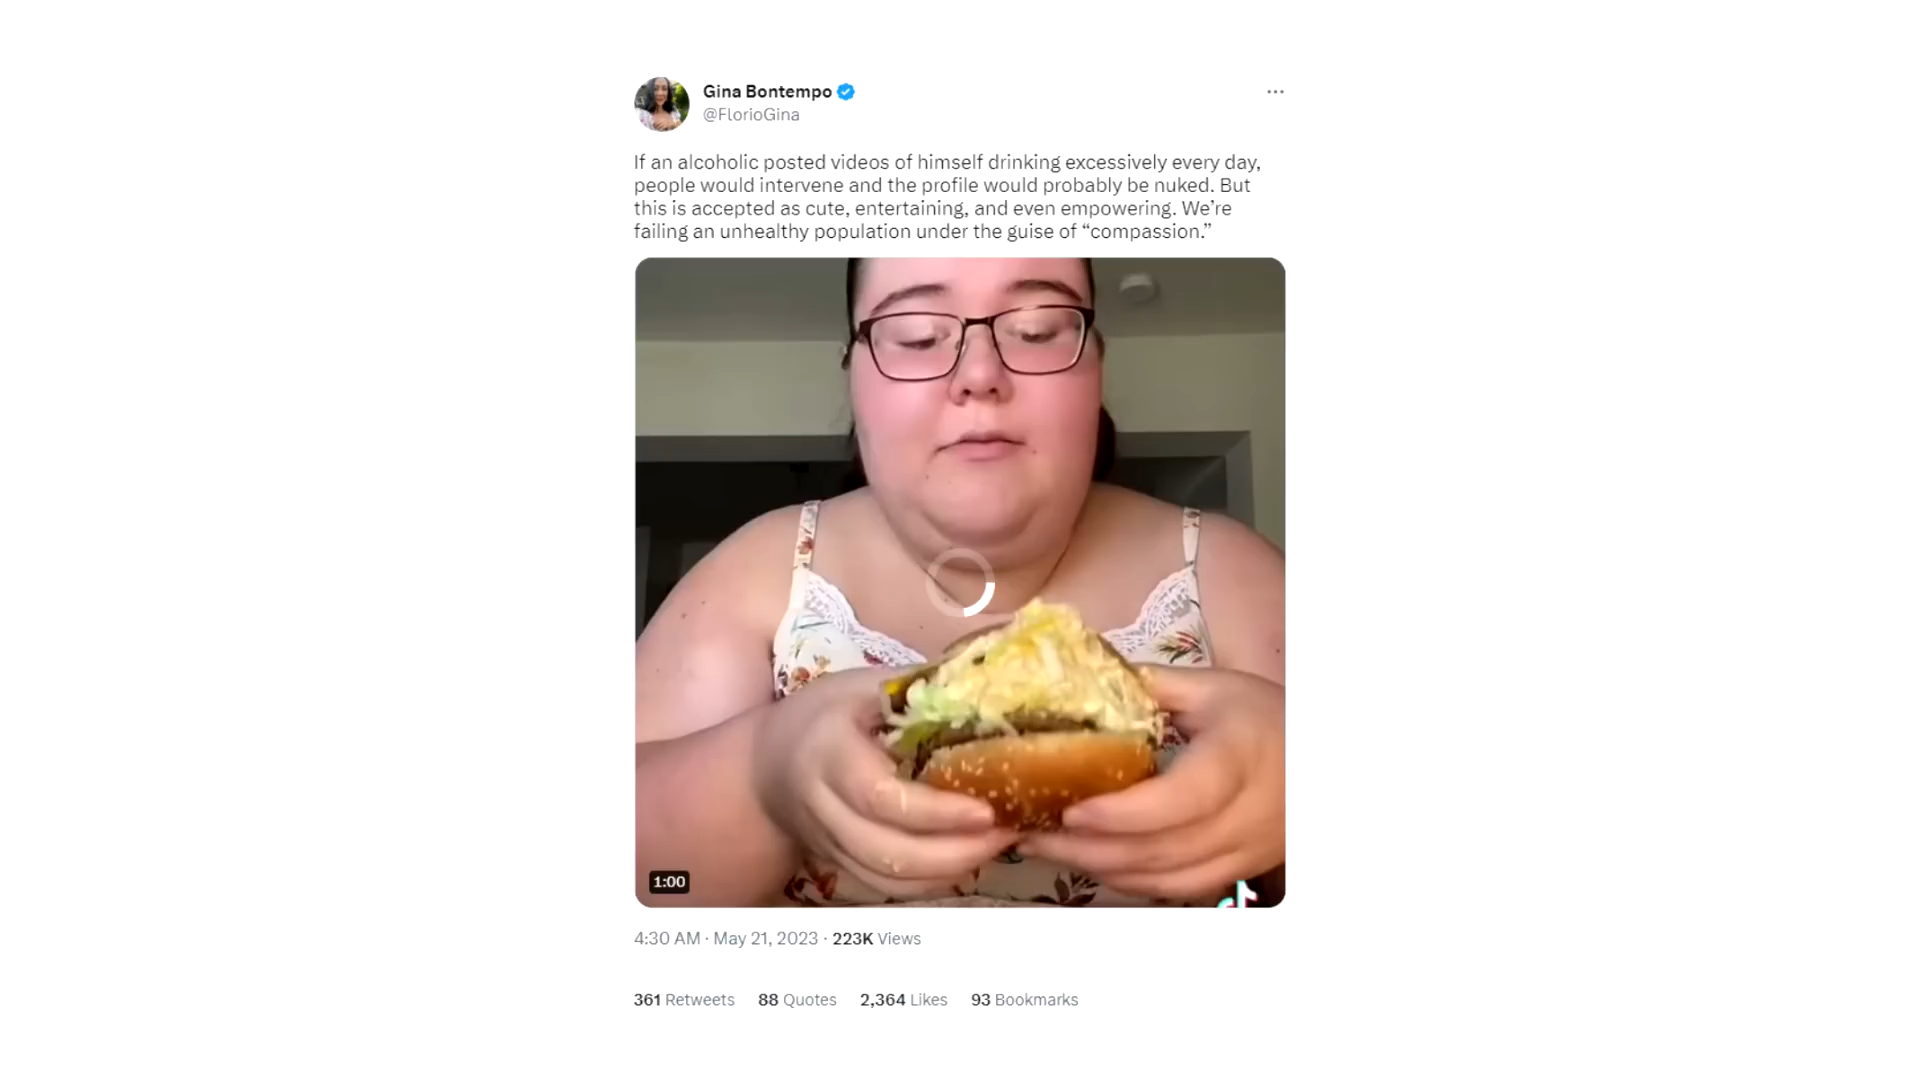 Gina Bontempo
@FlorioGina
If an alcoholic posted videos of himself drinking excessively every day,
people would intervene and the profile would probably be nuked. But
this is accepted as cute, entertaining, and even empowering. We’re
failing an unhealthy population under the guise of “compassion.”
1:00
4:30 AM · May 21, 2023 · 223K Views
361 Retweets 88 Quotes 2,364 Likes 93 Bookmarks